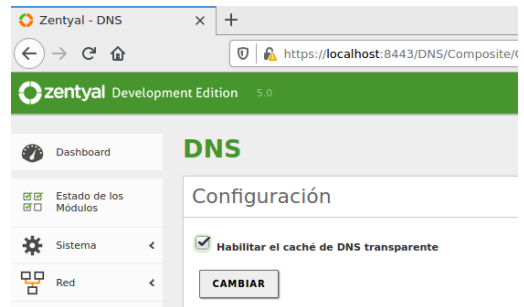 Zentyal - DNS
https://localhost:8443/DNS/Composite/
zentyal Development Edition 5.0
Dashboard
Estado de los
Módulos
Sistema
Red
DNS
Configuración
Habilitar el caché de DNS transparente
CAMBIAR